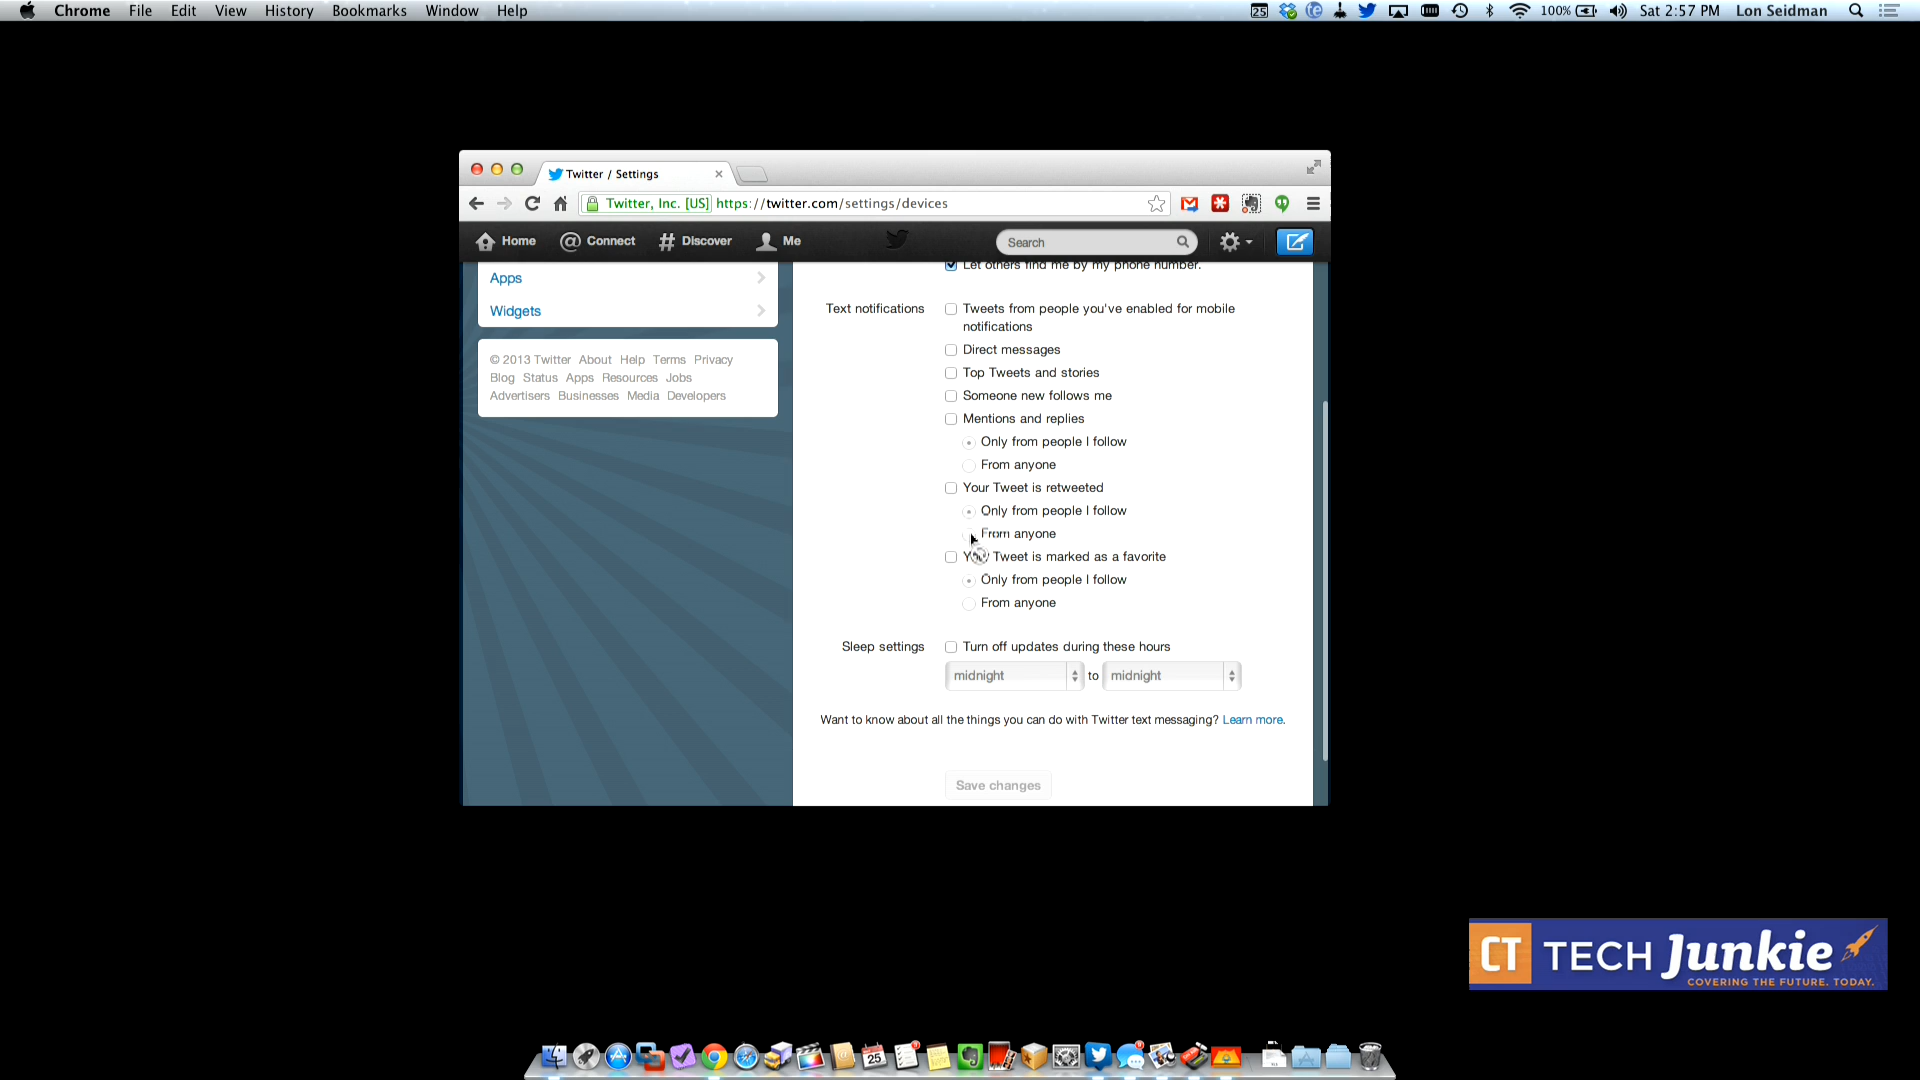 Chrome File Edit View History Bookmarks Window Help
25 100% Sat 2:57 PM Lon Seidman
Twitter / Settings
Twitter, Inc. [US] https://twitter.com/settings/devices
Home @ Connect # Discover Me Search
Let others find me by my phone number.
Apps
Widgets
© 2013 Twitter About Help Terms Privacy
Blog Status Apps Resources Jobs
Advertisers Businesses Media Developers
Text notifications
Tweets from people you've enabled for mobile
notifications
Direct messages
Top Tweets and stories
Someone new follows me
Mentions and replies
Only from people I follow
From anyone
Your Tweet is retweeted
Only from people I follow
From anyone
Your Tweet is marked as a favorite
Only from people I follow
From anyone
Sleep settings
Turn off updates during these hours
midnight to midnight
Want to know about all the things you can do with Twitter text messaging? Learn more.
Save changes
CT TECH Junkie
COVERING THE FUTURE. TODAY.
25